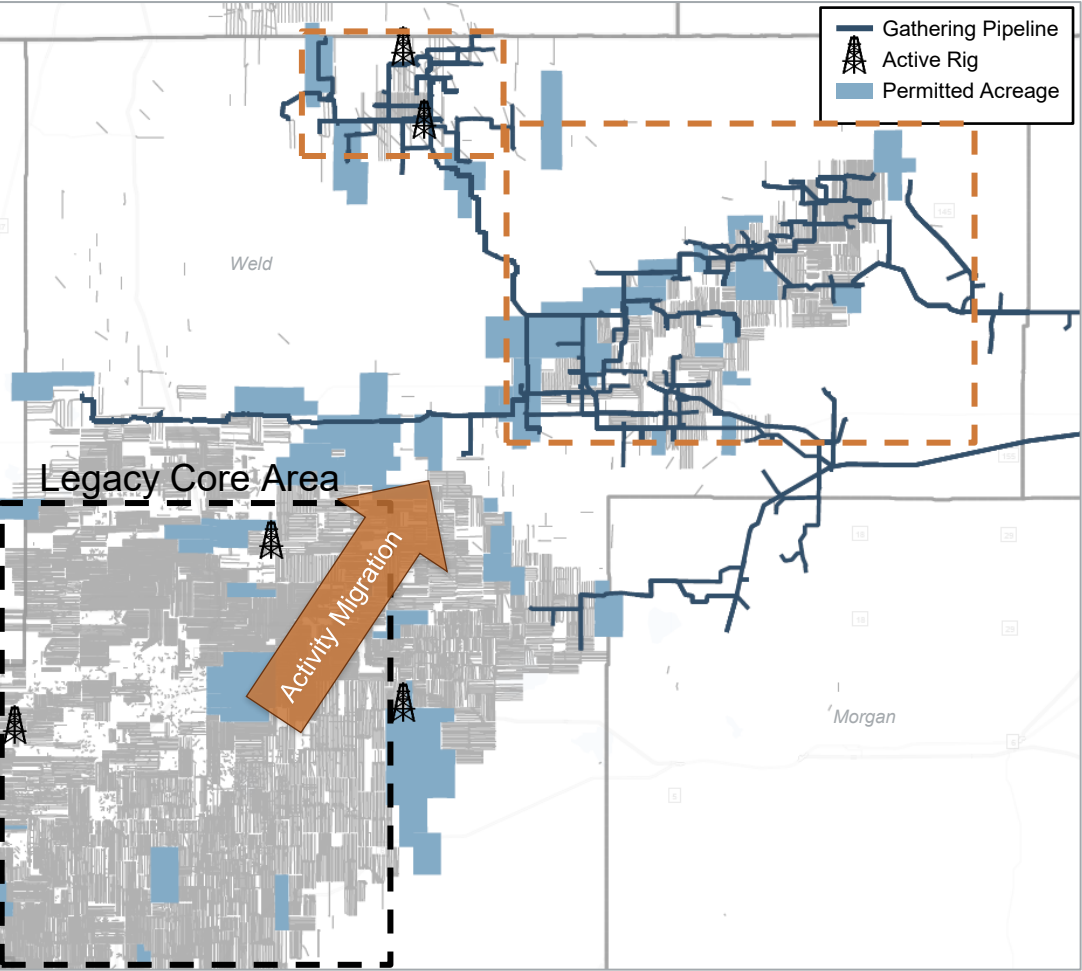 Gathering Pipeline
Active Rig
Permitted Acreage
Weld
Legacy Core Area
Activity Migration
Morgan